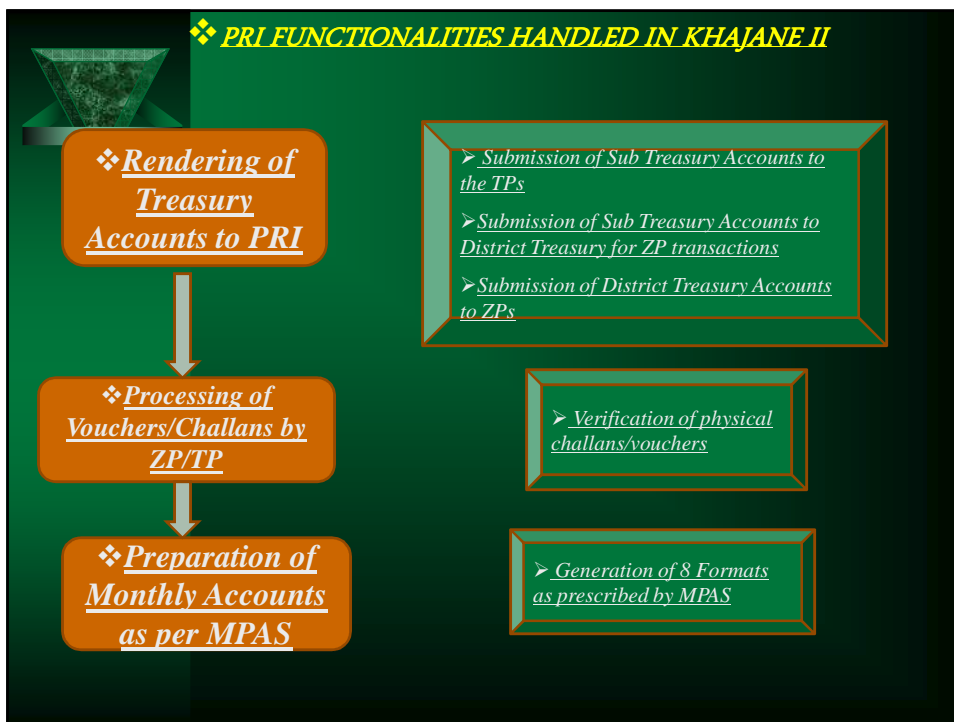 ❖PRI FUNCTIONALITIES HANDLED IN KHAJANE II
❖Rendering of
Treasury
Accounts to PRI
➢ Submission of Sub Treasury Accounts to
the TPs
➢Submission of Sub Treasury Accounts to
District Treasury for ZP transactions
➢Submission of District Treasury Accounts
to ZPs
❖Processing of
Vouchers/Challans by
ZP/TP
➢ Verification of physical
challans/vouchers
❖Preparation of
Monthly Accounts
as per MPAS
➢ Generation of 8 Formats
as prescribed by MPAS